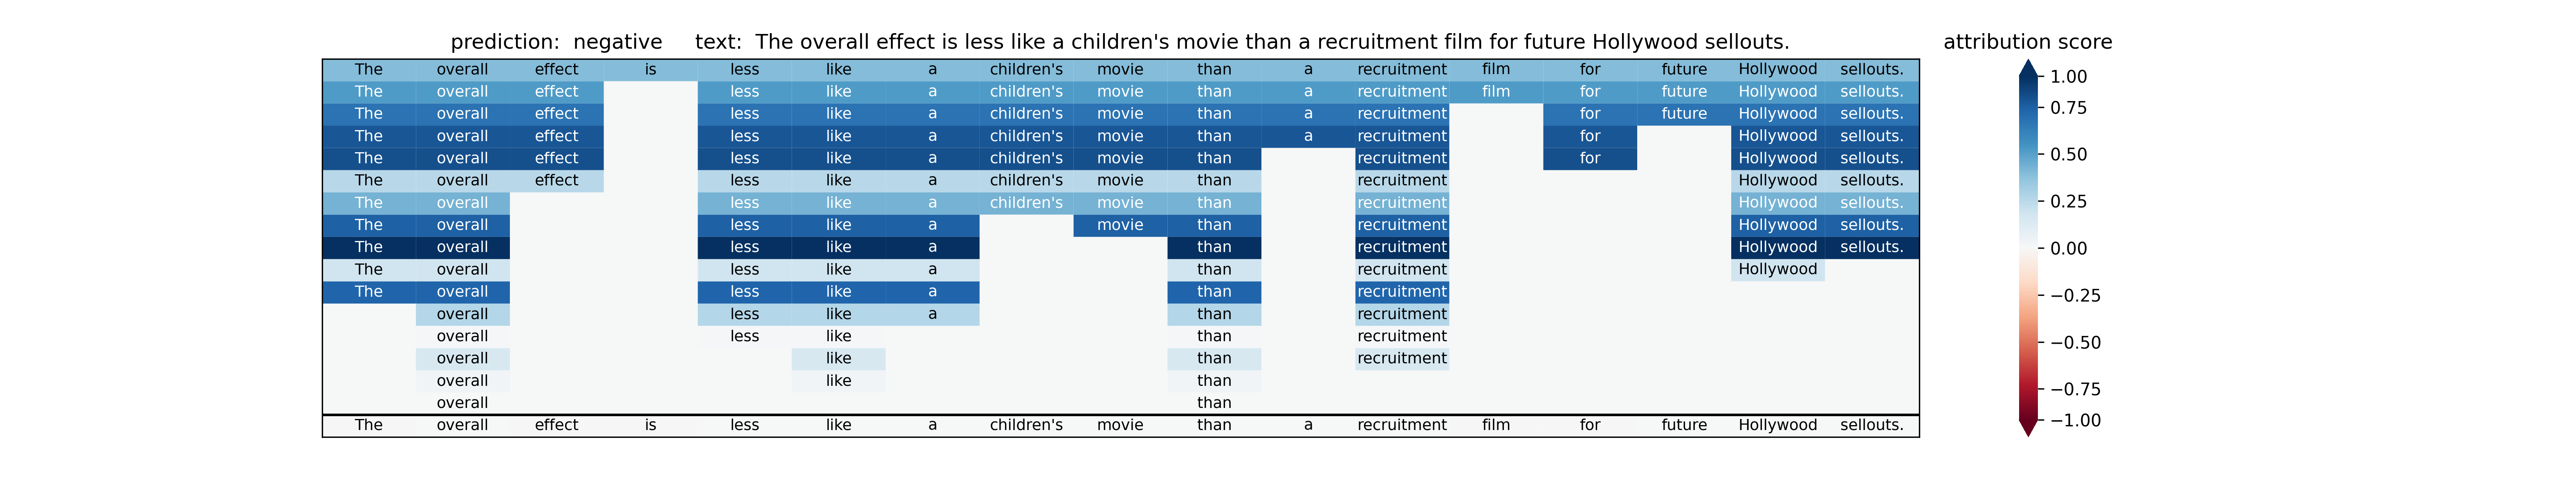 prediction:  negative     text:  The overall effect is less like a children's movie than a recruitment film for future Hollywood sellouts.
attribution score
The overall effect is less like a children's movie than a recruitment film for future Hollywood sellouts.
The overall effect less like a children's movie than a recruitment film for future Hollywood sellouts.
The overall effect less like a children's movie than a recruitment for future Hollywood sellouts.
The overall effect less like a children's movie than a recruitment for Hollywood sellouts.
The overall effect less like a children's movie than recruitment for Hollywood sellouts.
The overall effect less like a children's movie than recruitment Hollywood sellouts.
The overall less like a children's movie than recruitment Hollywood sellouts.
The overall less like a movie than recruitment Hollywood sellouts.
The overall less like a than recruitment Hollywood sellouts.
The overall less like a than recruitment Hollywood
The overall less like a than recruitment
overall less like a than recruitment
overall less like than recruitment
overall like than recruitment
overall like than
overall than
The overall effect is less like a children's movie than a recruitment film for future Hollywood sellouts.
1.00
0.75
0.50
0.25
0.00
−0.25
−0.50
−0.75
−1.00